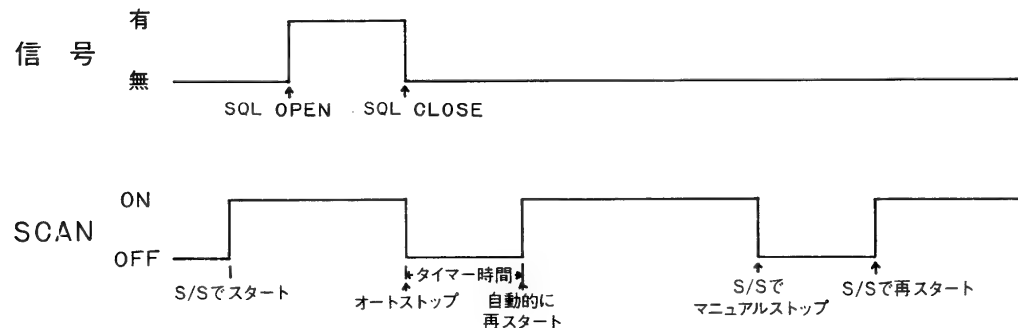 有
信 号
無
SQL OPEN SQL CLOSE
ON
SCAN
OFF
タイマー時間
S/Sでスタート
オートストップ
自動的に
再スタート
S/Sで
マニュアルストップ
S/Sで再スタート